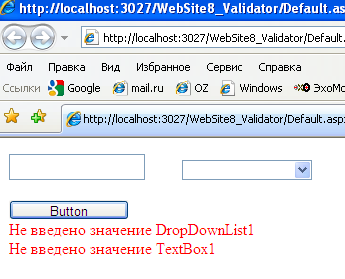 http://localhost:3027/WebSite8_Validator/Default.as
http://localhost:3027/WebSite8_Validator/Default.
Файл Правка Вид Избранное Сервис Справка
Ссылки Google mail.ru OZ Windows ЭхоМо
http://localhost:3027/WebSite8_Validator/Default.asp
Button
Не введено значение DropDownList1
Не введено значение TextBox1